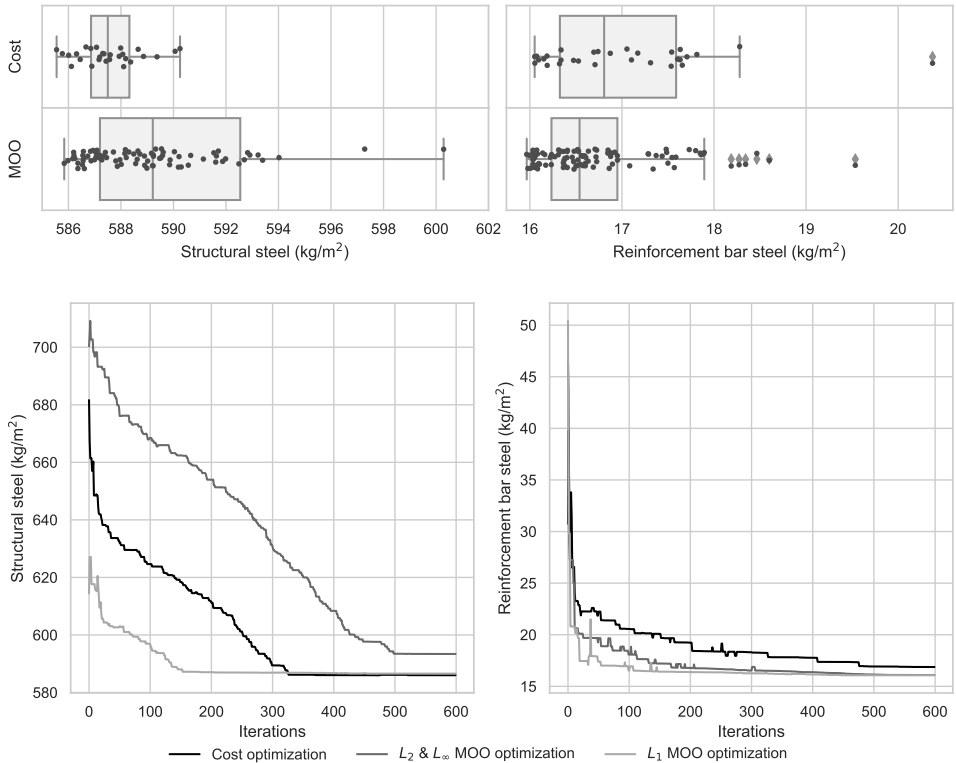 Cost
MOO
586 588 590 592 594 596 598 600 602
Structural steel (kg/m²)
16 17 18 19 20
Reinforcement bar steel (kg/m²)
700
680
660
640
620
600
580
Structural steel (kg/m²)
0 100 200 300 400 500 600
Iterations
50
45
40
35
30
25
20
15
Reinforcement bar steel (kg/m²)
0 100 200 300 400 500 600
Iterations
Cost optimization L₂ & L∞ MOO optimization L₁ MOO optimization